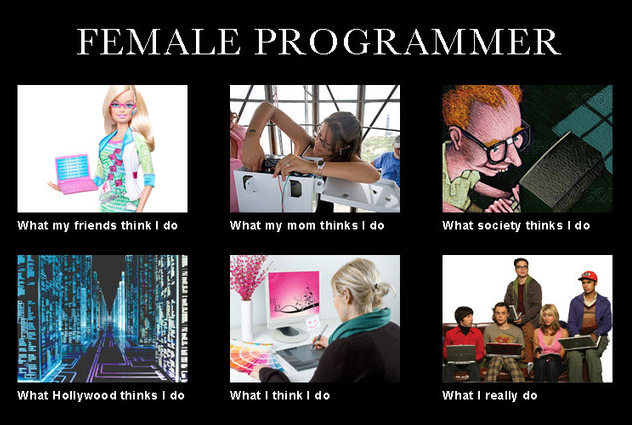 FEMALE PROGRAMMER
What my friends think I do
What my mom thinks I do
What society thinks I do
What Hollywood thinks I do
What I think I do
What I really do